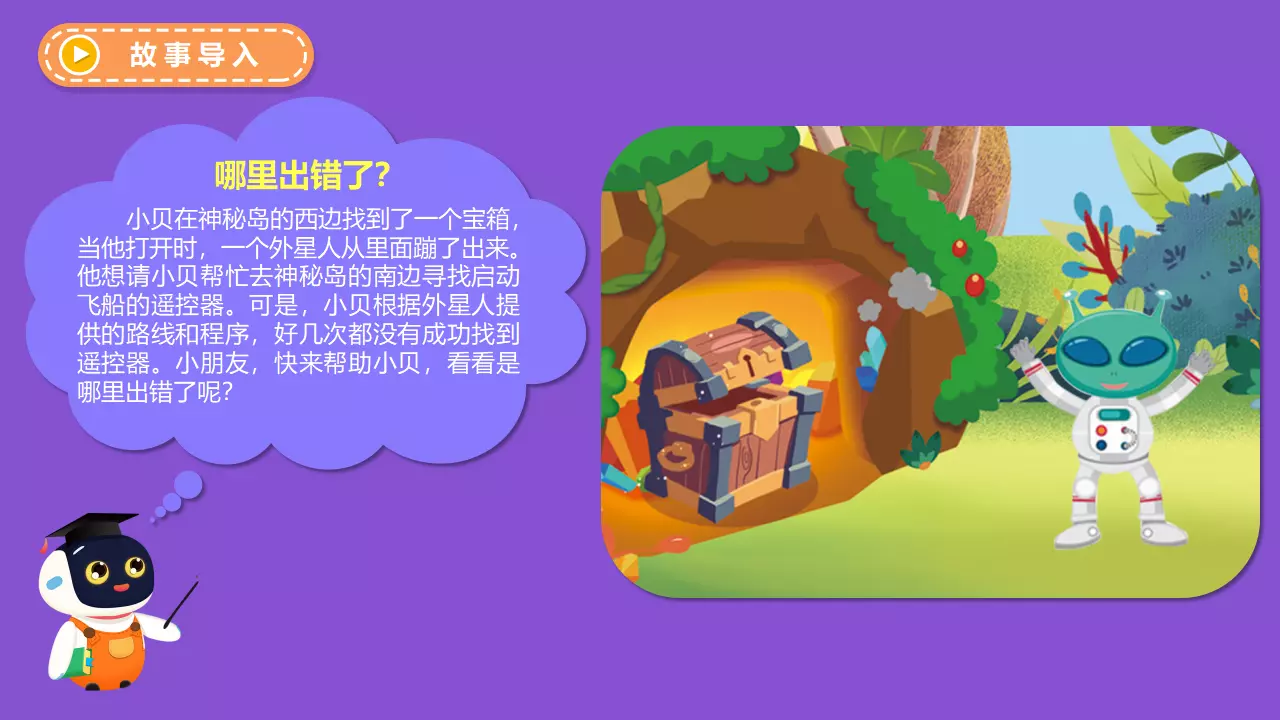 故事导入
哪里出错了?
小贝在神秘岛的西边找到了一个宝箱，
当他打开时，一个外星人从里面蹦了出来。
他想请小贝帮忙去神秘岛的南边寻找启动
飞船的遥控器。可是，小贝根据外星人提
供的路线和程序，好几次都没有成功找到
遥控器。小朋友，快来帮助小贝，看看是
哪里出错了呢?